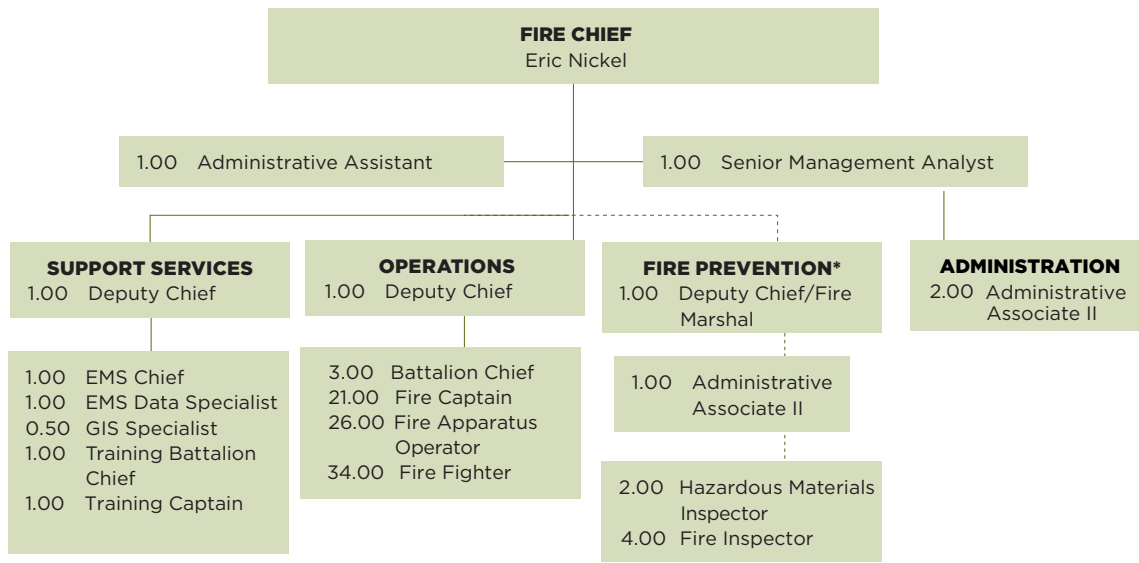 FIRE CHIEF
Eric Nickel
1.00 Administrative Assistant
1.00 Senior Management Analyst
SUPPORT SERVICES
1.00 Deputy Chief
OPERATIONS
1.00 Deputy Chief
FIRE PREVENTION*
1.00 Deputy Chief/Fire
Marshal
ADMINISTRATION
2.00 Administrative
Associate II
1.00 EMS Chief
1.00 EMS Data Specialist
0.50 GIS Specialist
1.00 Training Battalion
Chief
1.00 Training Captain
3.00 Battalion Chief
21.00 Fire Captain
26.00 Fire Apparatus
Operator
34.00 Fire Fighter
1.00 Administrative
Associate II
2.00 Hazardous Materials
Inspector
4.00 Fire Inspector